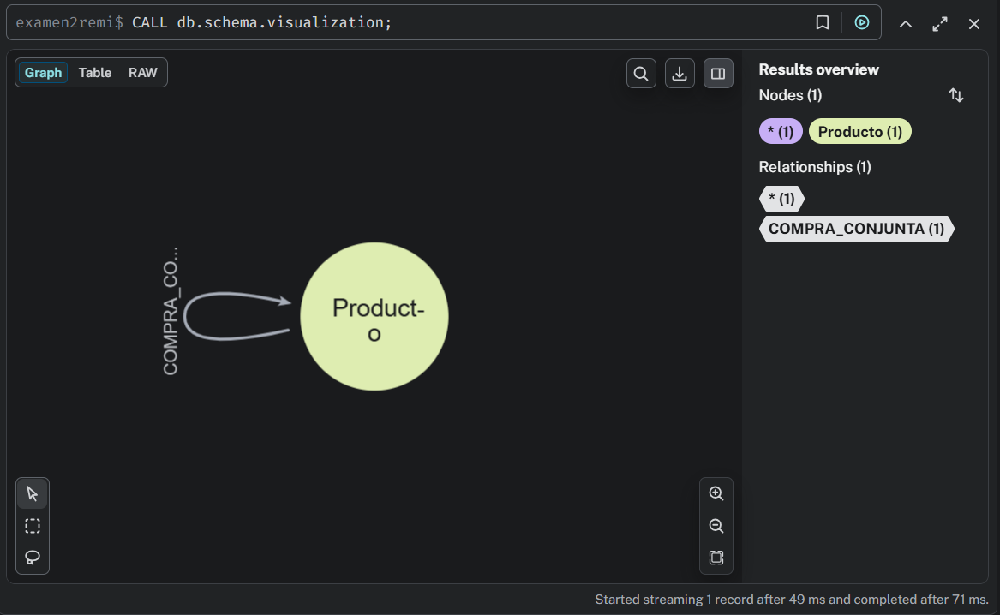 examen2remi$ CALL db.schema.visualization;
Graph Table RAW
Results overview
Nodes (1)
* (1) Producto (1)
Relationships (1)
* (1)
COMPRA_CONJUNTA (1)
COMPRA_CO...
Product-
o
Started streaming 1 record after 49 ms and completed after 71 ms.